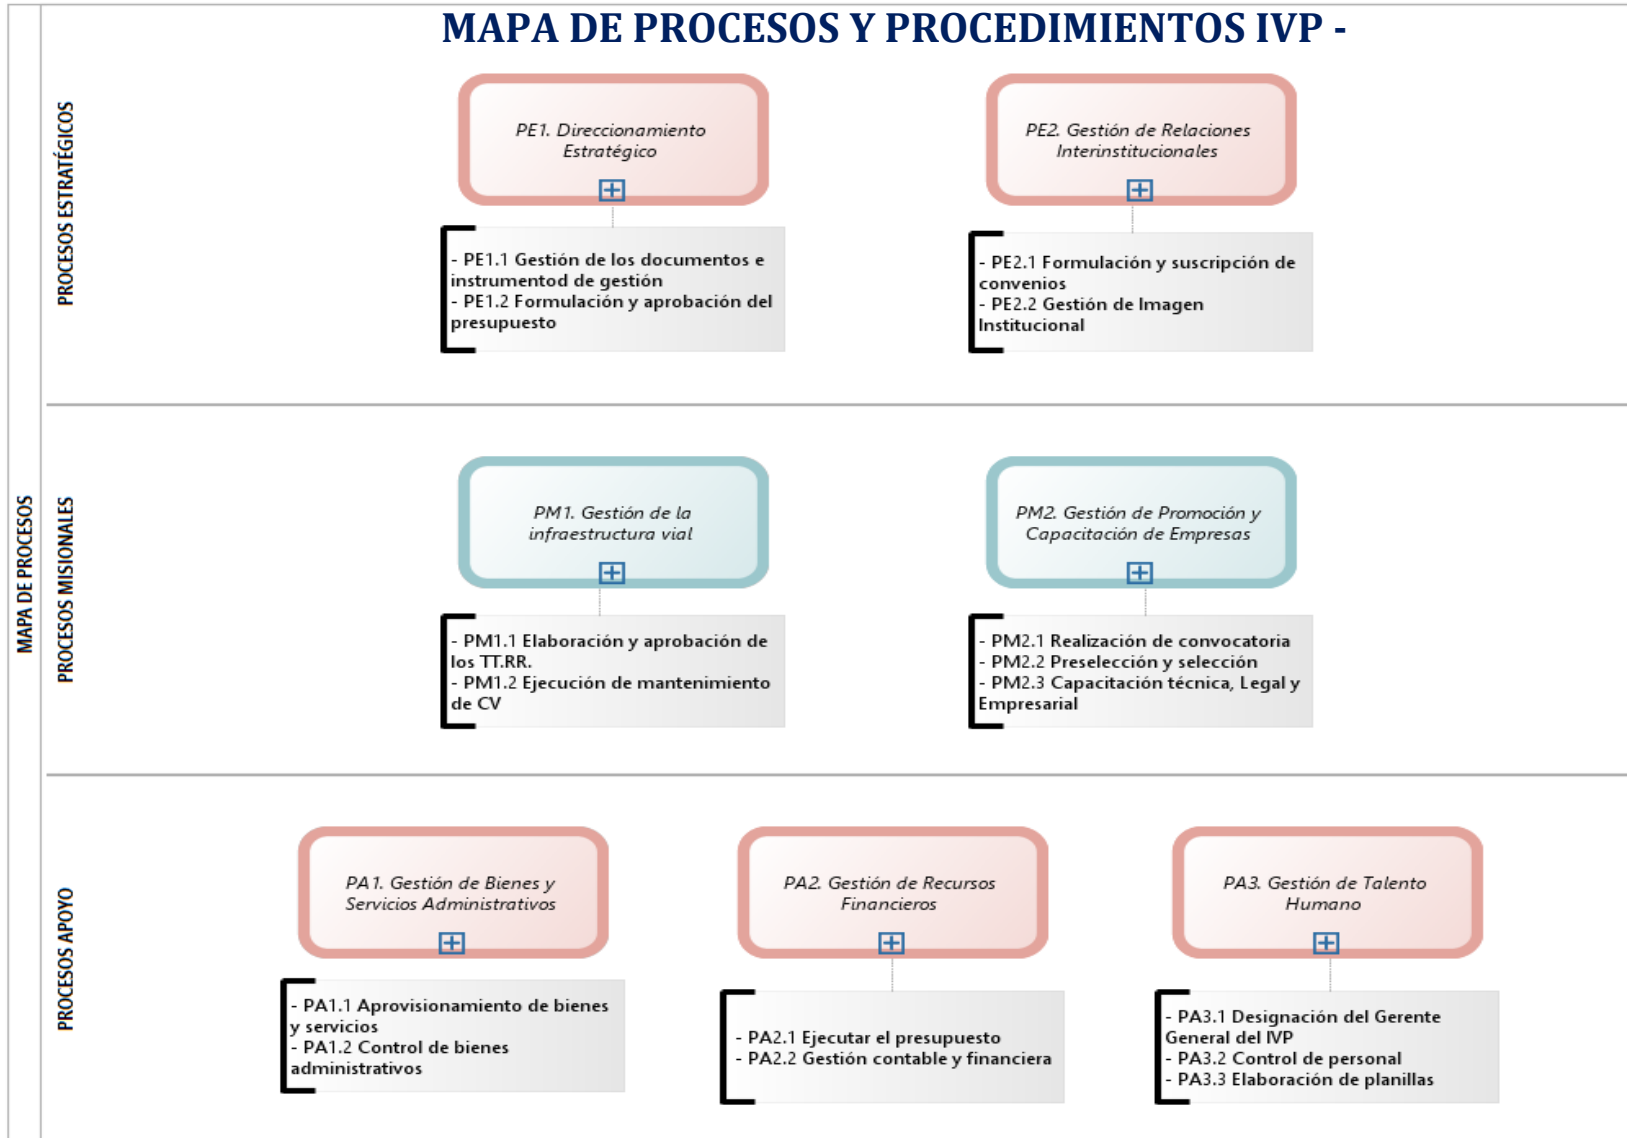 MAPA DE PROCESOS Y PROCEDIMIENTOS IVP -
MAPA DE PROCESOS
PROCESOS ESTRATÉGICOS
PE1. Direccionamiento
Estratégico
- PE1.1 Gestión de los documentos e
instrumentod de gestión
- PE1.2 Formulación y aprobación del
presupuesto
PE2. Gestión de Relaciones
Interinstitucionales
- PE2.1 Formulación y suscripción de
convenios
- PE2.2 Gestión de Imagen
Institucional
PROCESOS MISIONALES
PM1. Gestión de la
infraestructura vial
- PM1.1 Elaboración y aprobación de
los TT.RR.
- PM1.2 Ejecución de mantenimiento
de CV
PM2. Gestión de Promoción y
Capacitación de Empresas
- PM2.1 Realización de convocatoria
- PM2.2 Preselección y selección
- PM2.3 Capacitación técnica, Legal y
Empresarial
PROCESOS APOYO
PA1. Gestión de Bienes y
Servicios Administrativos
- PA1.1 Aprovisionamiento de bienes
y servicios
- PA1.2 Control de bienes
administrativos
PA2. Gestión de Recursos
Financieros
- PA2.1 Ejecutar el presupuesto
- PA2.2 Gestión contable y financiera
PA3. Gestión de Talento
Humano
- PA3.1 Designación del Gerente
General del IVP
- PA3.2 Control de personal
- PA3.3 Elaboración de planillas